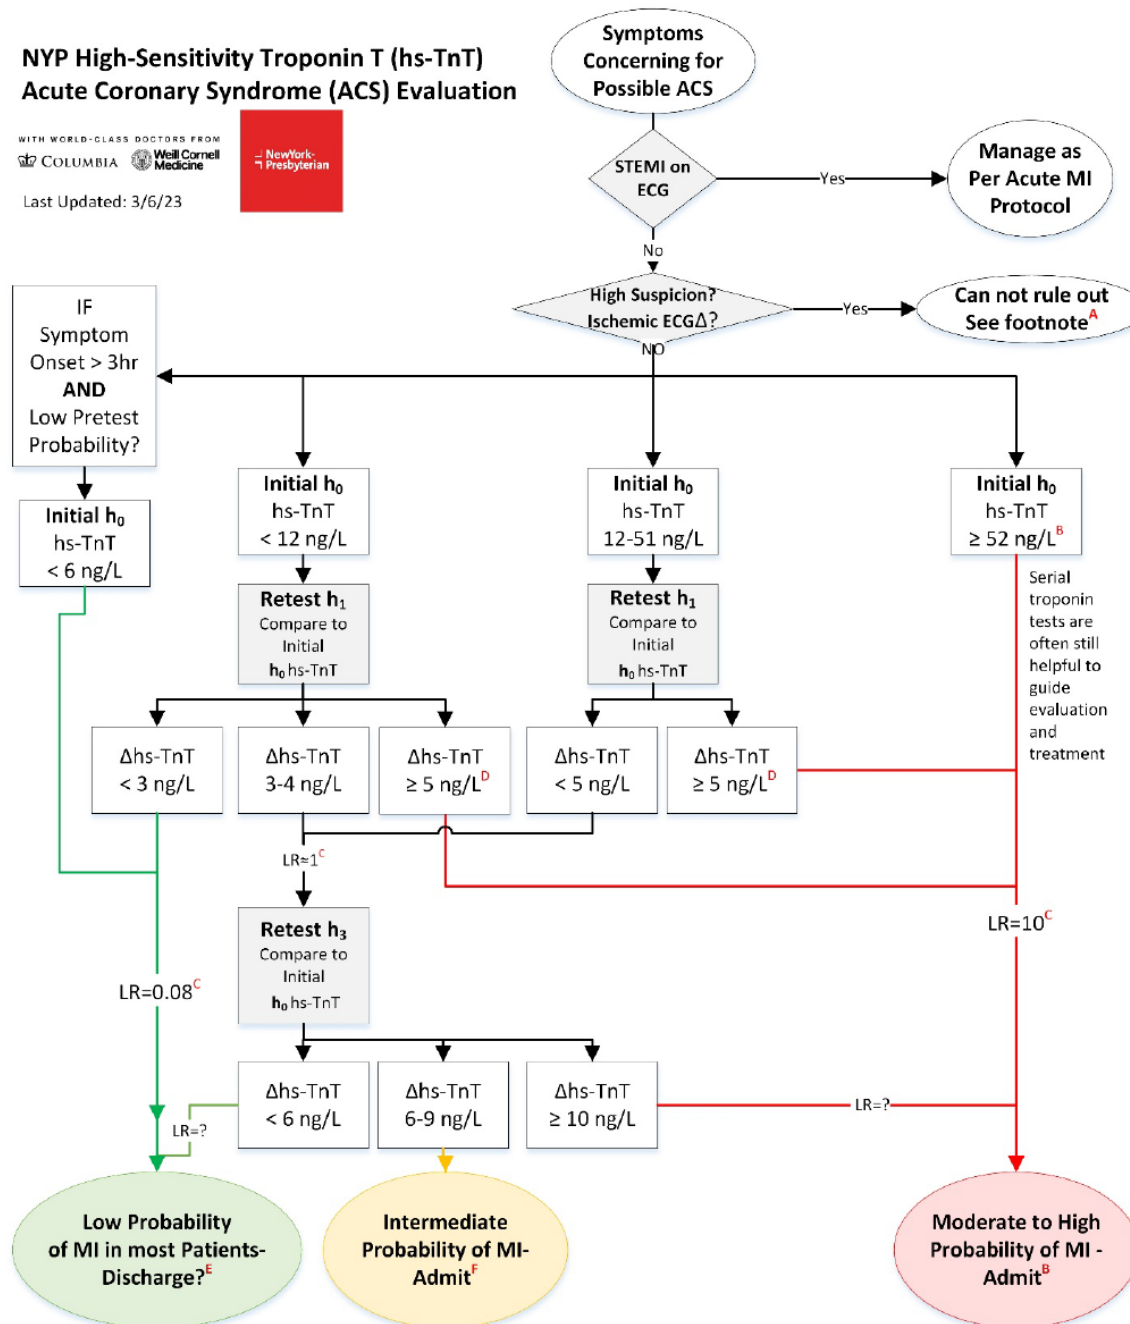 NYP High-Sensitivity Troponin T (hs-TnT)
Acute Coronary Syndrome (ACS) Evaluation
WITH WORLD-CLASS DOCTORS FROM
COLUMBIA
Weill Cornell
Medicine
NewYork-
Presbyterian
Last Updated: 3/6/23
Symptoms
Concerning for
Possible ACS
STEMI on
ECG
Yes
Manage as
Per Acute MI
Protocol
No
High Suspicion?
Ischemic ECGΔ?
Yes
Can not rule out
See footnoteᴬ
NO
IF
Symptom
Onset > 3hr
AND
Low Pretest
Probability?
Initial h₀
hs-TnT
< 6 ng/L
Initial h₀
hs-TnT
< 12 ng/L
Initial h₀
hs-TnT
12-51 ng/L
Initial h₀
hs-TnT
≥ 52 ng/Lᴮ
Retest h₁
Compare to
Initial
h₀ hs-TnT
Retest h₁
Compare to
Initial
h₀ hs-TnT
Serial
troponin
tests are
often still
helpful to
guide
evaluation
and
treatment
Δhs-TnT
< 3 ng/L
Δhs-TnT
3-4 ng/L
Δhs-TnT
≥ 5 ng/Lᴰ
Δhs-TnT
< 5 ng/L
Δhs-TnT
≥ 5 ng/Lᴰ
LR≈1ᶜ
Retest h₃
Compare to
Initial
h₀ hs-TnT
LR=0.08ᶜ
LR=10ᶜ
Δhs-TnT
< 6 ng/L
Δhs-TnT
6-9 ng/L
Δhs-TnT
≥ 10 ng/L
LR=?
LR=?
Low Probability
of MI in most Patients-
Discharge?ᴱ
Intermediate
Probability of MI-
Admitᶠ
Moderate to High
Probability of MI -
Admitᴮ